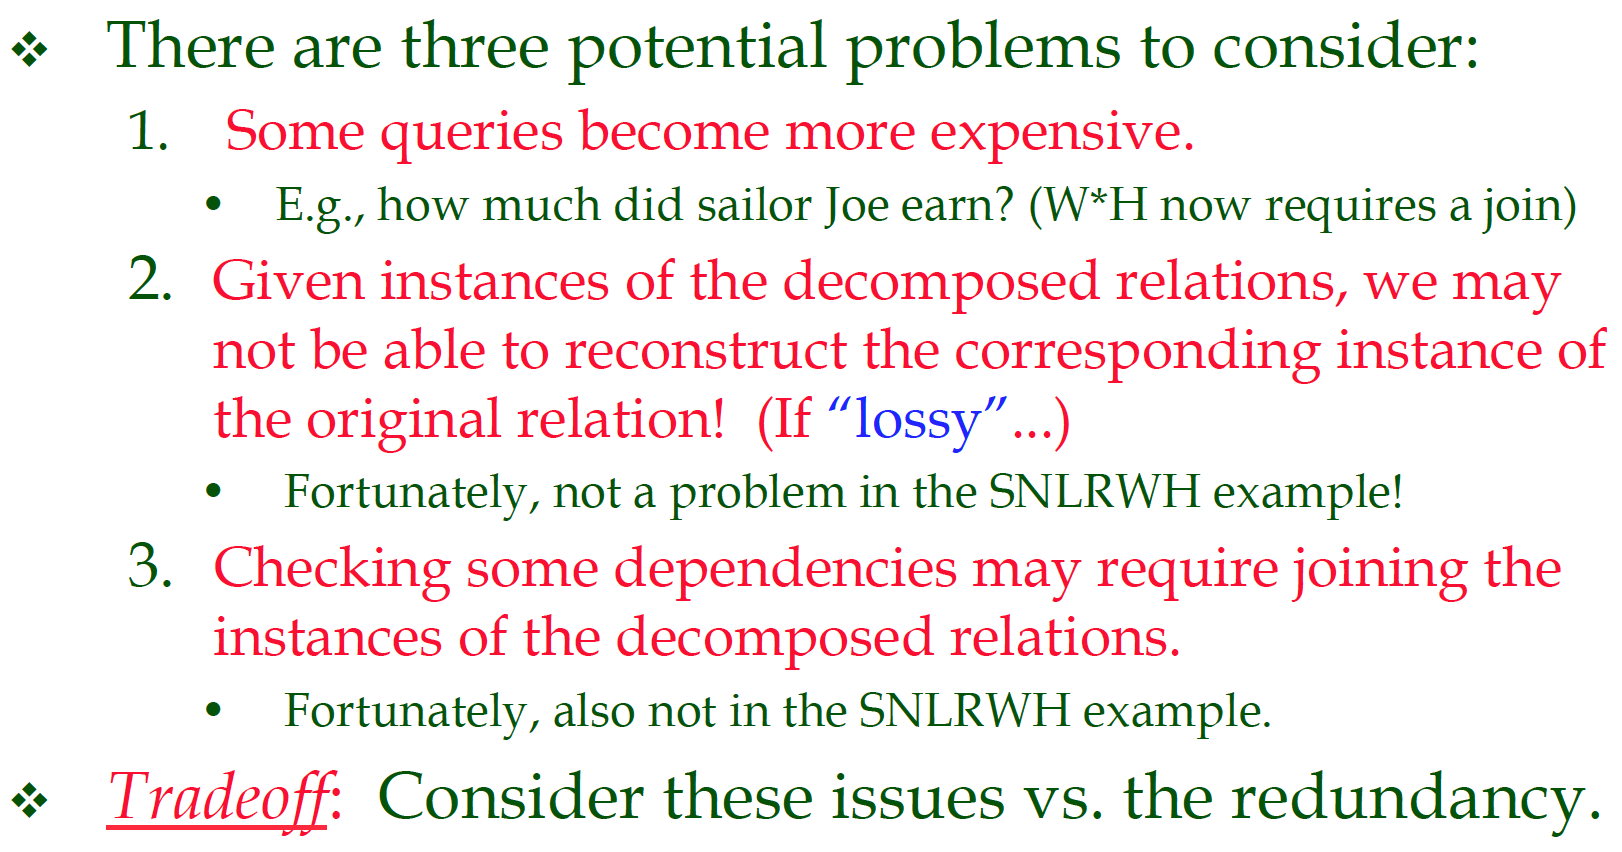 ❖ There are three potential problems to consider:
1. Some queries become more expensive.
• E.g., how much did sailor Joe earn? (W*H now requires a join)
2. Given instances of the decomposed relations, we may
not be able to reconstruct the corresponding instance of
the original relation! (If “lossy”...)
• Fortunately, not a problem in the SNLRWH example!
3. Checking some dependencies may require joining the
instances of the decomposed relations.
• Fortunately, also not in the SNLRWH example.
❖ Tradeoff: Consider these issues vs. the redundancy.